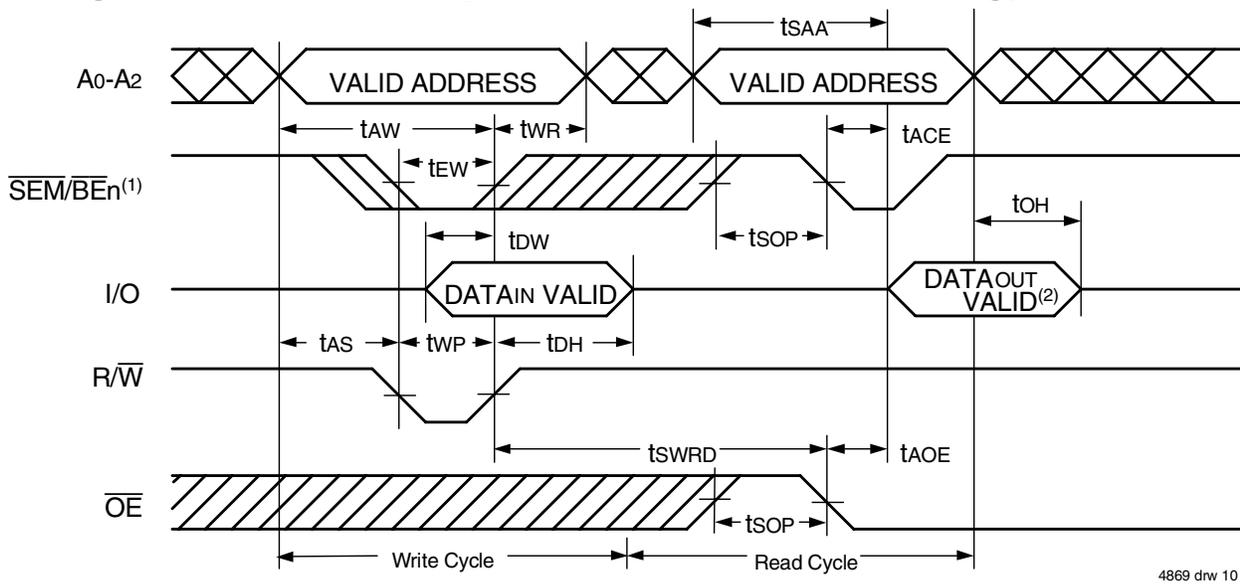 tSAA
A0-A2
VALID ADDRESS
VALID ADDRESS
tAW
tWR
tACE
tEW
SEM/BEn(1)
tOH
tDW
tSOP
I/O
DATAIN VALID
DATAOUT
VALID(2)
tAS
tWP
tDH
R/W
tSWRD
tAOE
OE
tSOP
Write Cycle
Read Cycle
4869 drw 10